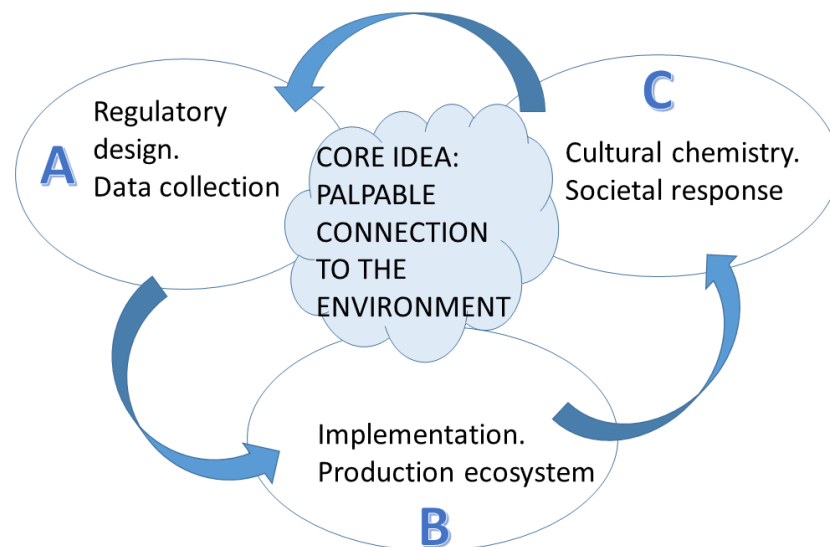 A
Regulatory
design.
Data collection
CORE IDEA:
PALPABLE
CONNECTION
TO THE
ENVIRONMENT
C
Cultural chemistry.
Societal response
Implementation.
Production ecosystem
B